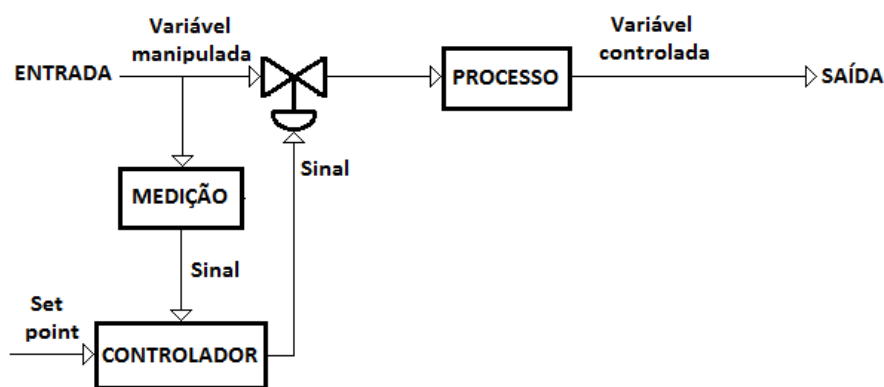 Variável
manipulada
Variável
controlada
ENTRADA
PROCESSO
SAÍDA
MEDIÇÃO
Sinal
Sinal
Set
point
CONTROLADOR